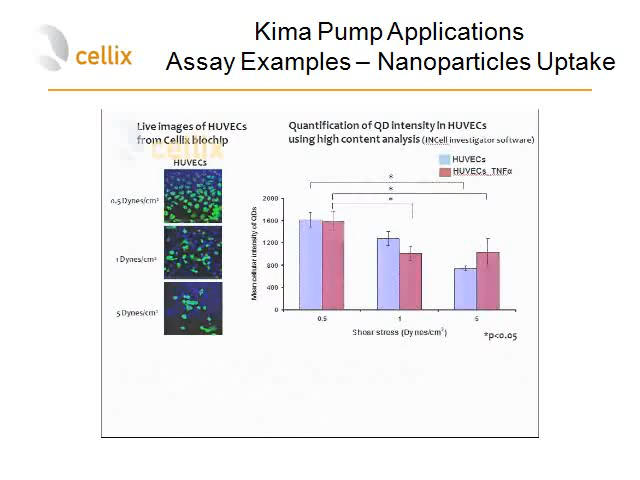 cellix
Kima Pump Applications
Assay Examples – Nanoparticles Uptake
Live images of HUVECs
from Cellix biochip
cellix
HUVECs
0.5 Dynes/cm²
1 Dynes/cm²
5 Dynes/cm²
Quantification of QD intensity in HUVECs
using high content analysis (INCell investigator software)
HUVECs
HUVECs_TNFα
*
*
*
Mean cellular intensity of QDs
2000
1600
1200
800
400
0
0.5
1
5
Shear stress (Dynes/cm²)
*p<0.05